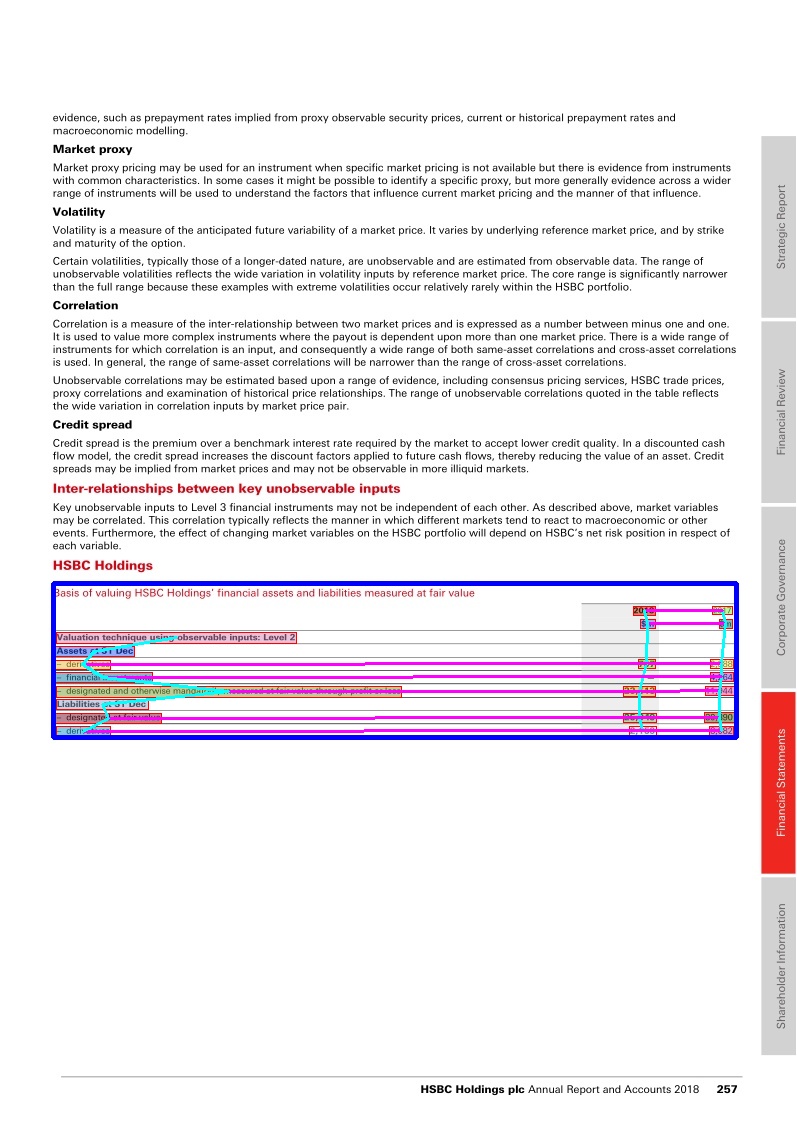 evidence, such as prepayment rates implied from proxy observable security prices, current or historical prepayment rates and
macroeconomic modelling.
Market proxy
Market proxy pricing may be used for an instrument when specific market pricing is not available but there is evidence from instruments
with common characteristics. In some cases it might be possible to identify a specific proxy, but more generally evidence across a wider
range of instruments will be used to understand the factors that influence current market pricing and the manner of that influence.
Volatility
Volatility is a measure of the anticipated future variability of a market price. It varies by underlying reference market price, and by strike
and maturity of the option.
Certain volatilities, typically those of a longer-dated nature, are unobservable and are estimated from observable data. The range of
unobservable volatilities reflects the wide variation in volatility inputs by reference market price. The core range is significantly narrower
than the full range because these examples with extreme volatilities occur relatively rarely within the HSBC portfolio.
Correlation
Correlation is a measure of the inter-relationship between two market prices and is expressed as a number between minus one and one.
It is used to value more complex instruments where the payout is dependent upon more than one market price. There is a wide range of
instruments for which correlation is an input, and consequently a wide range of both same-asset correlations and cross-asset correlations
is used. In general, the range of same-asset correlations will be narrower than the range of cross-asset correlations.
Unobservable correlations may be estimated based upon a range of evidence, including consensus pricing services, HSBC trade prices,
proxy correlations and examination of historical price relationships. The range of unobservable correlations quoted in the table reflects
the wide variation in correlation inputs by market price pair.
Credit spread
Credit spread is the premium over a benchmark interest rate required by the market to accept lower credit quality. In a discounted cash
flow model, the credit spread increases the discount factors applied to future cash flows, thereby reducing the value of an asset. Credit
spreads may be implied from market prices and may not be observable in more illiquid markets.
Inter-relationships between key unobservable inputs
Key unobservable inputs to Level 3 financial instruments may not be independent of each other. As described above, market variables
may be correlated. This correlation typically reflects the manner in which different markets tend to react to macroeconomic or other
events. Furthermore, the effect of changing market variables on the HSBC portfolio will depend on HSBC's net risk position in respect of
each variable.
HSBC Holdings
Basis of valuing HSBC Holdings' financial assets and liabilities measured at fair value
2018 2017
$m $m
Valuation technique using observable inputs: Level 2
Assets at 31 Dec
– derivatives
– financial
– designated and otherwise mandatorily measured at fair value through profit or loss
Liabilities at 31 Dec
– designated at fair value
– derivatives
Strategic Report
Financial Review
Corporate Governance
Financial Statements
Shareholder Information
HSBC Holdings plc Annual Report and Accounts 2018 257